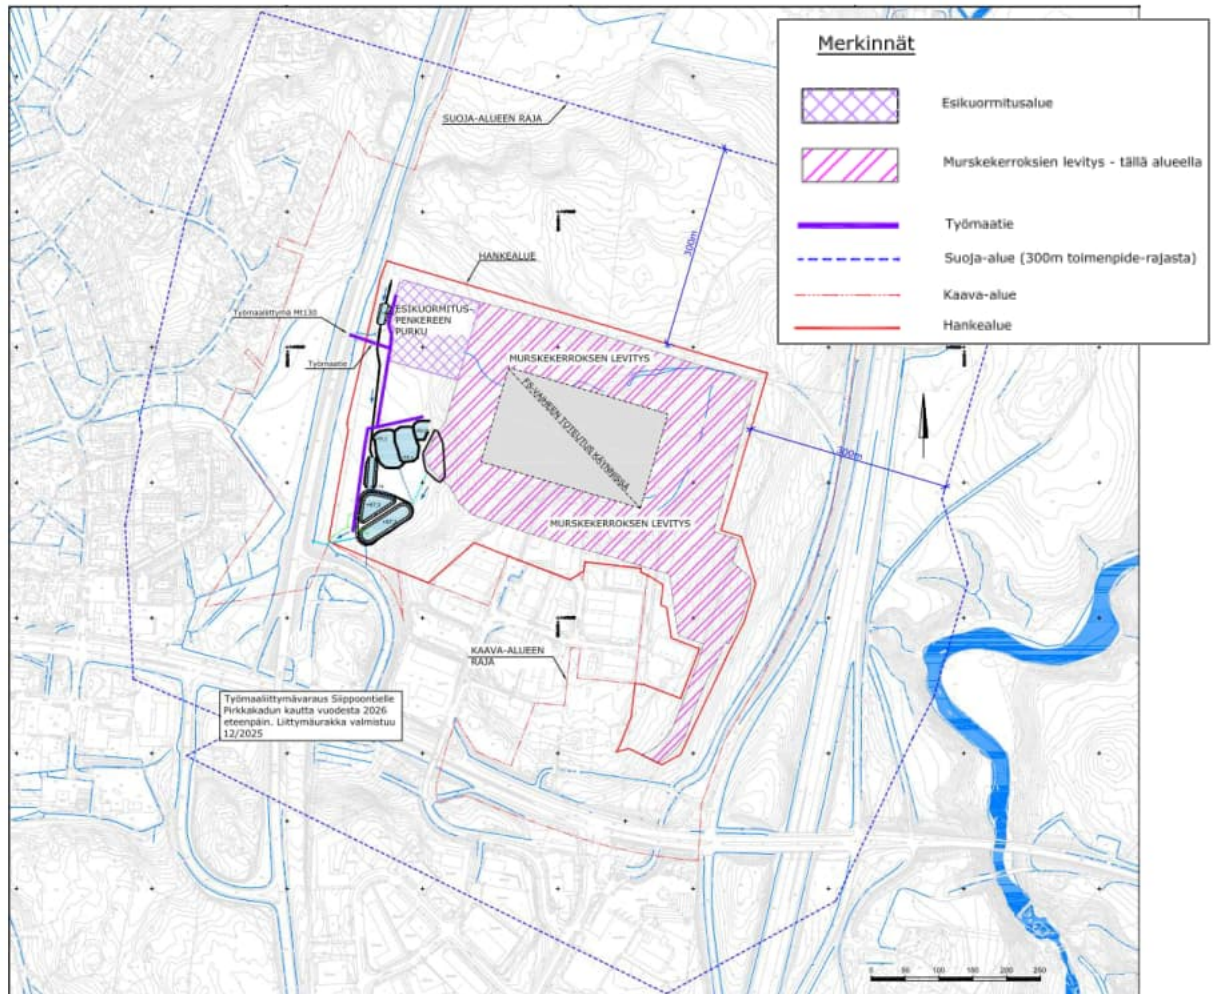 Merkinnät
Esikuormitusalue
Murskekerroksien levitys - tällä alueella
Työmaatie
Suoja-alue (300m toimenpide-rajasta)
Kaava-alue
Hankealue
SUOJA-ALUEEN RAJA
300m
HANKEALUE
Työmaaliittymä Mt130
ESIKUORMITUS-
PENKEREEN
PURKU
Työmaatie
MURSKEKERROKSEN LEVITYS
300m
MURSKEKERROKSEN LEVITYS
KAAVA-ALUEEN
RAJA
Työmaaliittymävaraus Siippoontielle
Pirkkakadun kautta vuodesta 2026
eteenpäin. Liittymäurakka valmistuu
12/2025
0 50 100 150 200 250